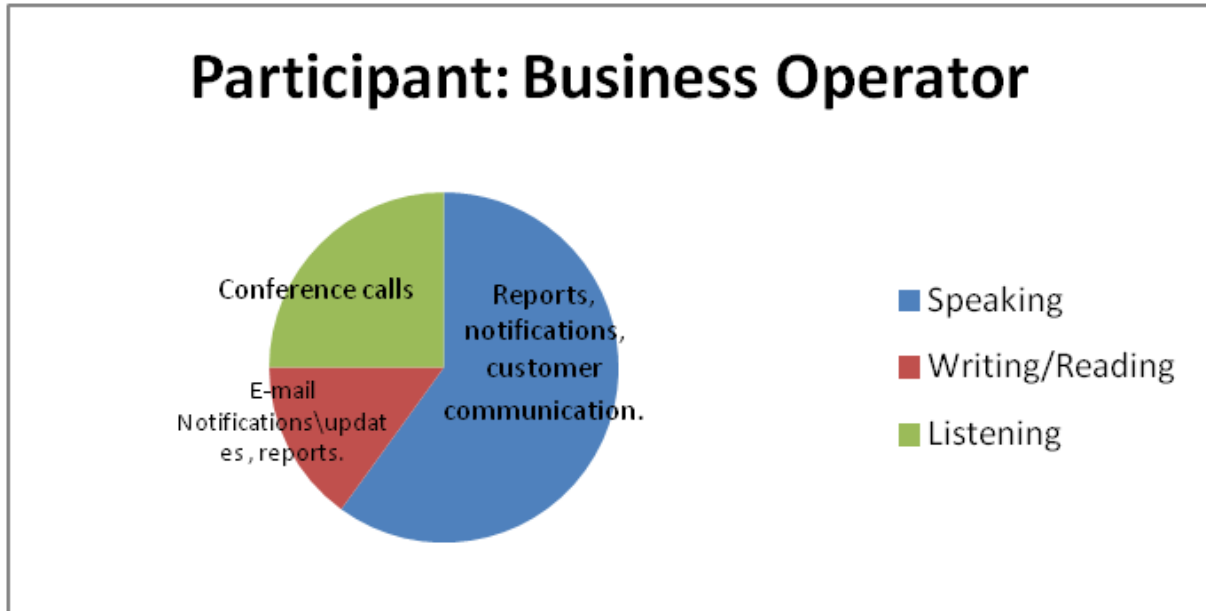 Participant: Business Operator
Conference calls
Reports,
notifications,
customer
communication.
E-mail
Notifications\updat
es , reports.
Speaking
Writing/Reading
Listening